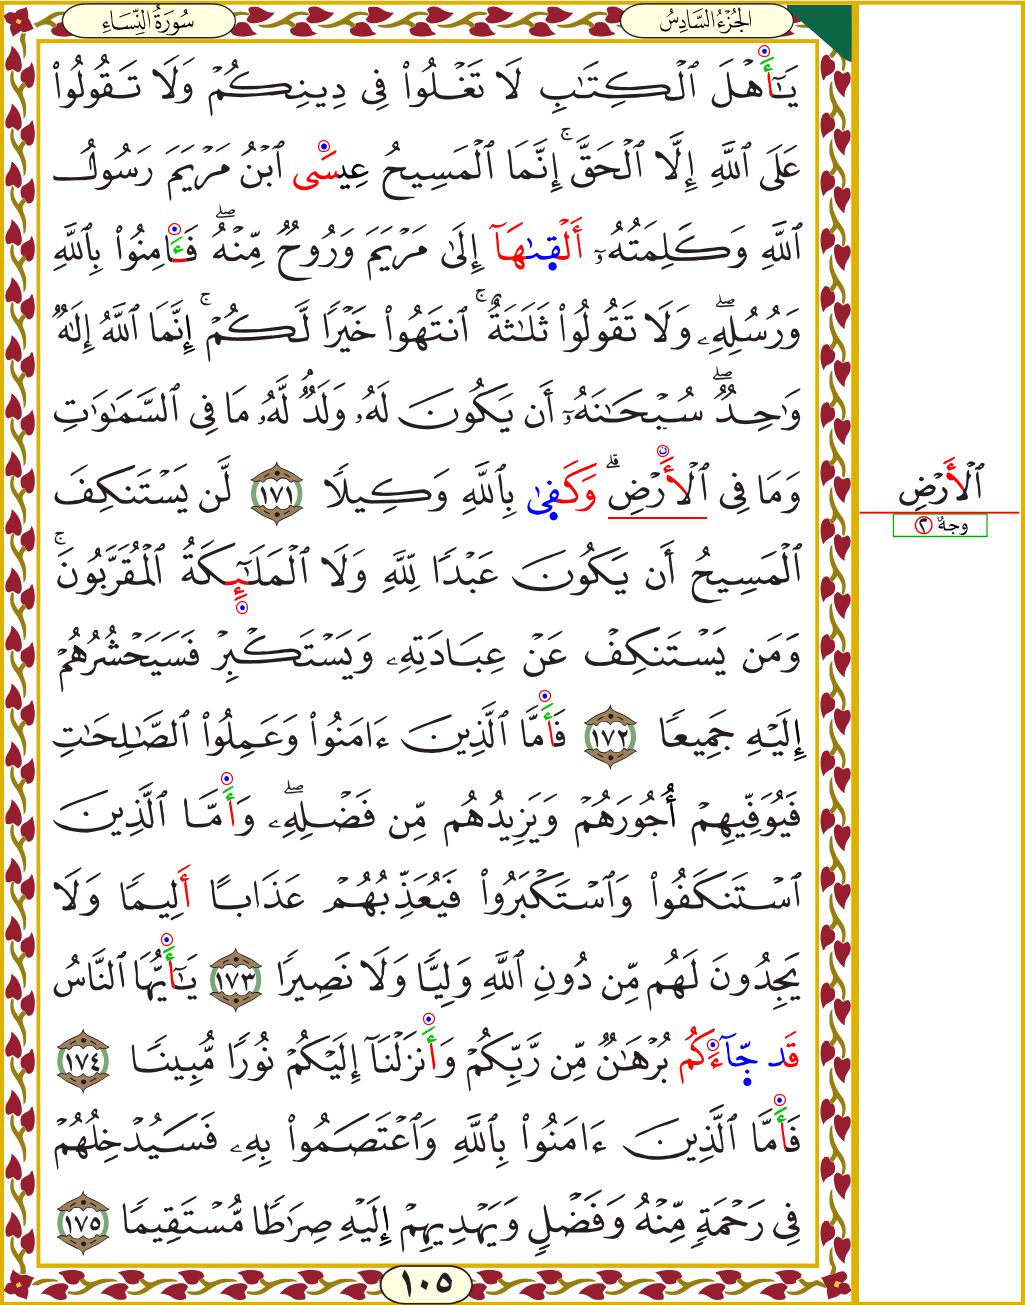 سُورَةُ النِّسَاءِ
الجُزْءُ السَّادِسُ
يَـٰٓأَهْلَ ٱلْكِتَـٰبِ لَا تَغْلُوا۟ فِى دِينِكُمْ وَلَا تَقُولُوا۟
عَلَى ٱللَّهِ إِلَّا ٱلْحَقَّ ۚ إِنَّمَا ٱلْمَسِيحُ عِيسَى ٱبْنُ مَرْيَمَ رَسُولُ
ٱللَّهِ وَكَلِمَتُهُۥٓ أَلْقَىٰهَآ إِلَىٰ مَرْيَمَ وَرُوحٌ مِّنْهُ ۖ فَـَٔامِنُوا۟ بِٱللَّهِ
وَرُسُلِهِۦ ۖ وَلَا تَقُولُوا۟ ثَلَـٰثَةٌ ۚ ٱنتَهُوا۟ خَيْرًا لَّكُمْ ۚ إِنَّمَا ٱللَّهُ إِلَـٰهٌ
وَٰحِدٌ ۖ سُبْحَـٰنَهُۥٓ أَن يَكُونَ لَهُۥ وَلَدٌ ۘ لَّهُۥ مَا فِى ٱلسَّمَـٰوَٰتِ
وَمَا فِى ٱلْأَرْضِ ۗ وَكَفَىٰ بِٱللَّهِ وَكِيلًا ١٧١ لَّن يَسْتَنكِفَ
ٱلْمَسِيحُ أَن يَكُونَ عَبْدًا لِّلَّهِ وَلَا ٱلْمَلَـٰٓئِكَةُ ٱلْمُقَرَّبُونَ ۚ
وَمَن يَسْتَنكِفْ عَنْ عِبَادَتِهِۦ وَيَسْتَكْبِرْ فَسَيَحْشُرُهُمْ
إِلَيْهِ جَمِيعًا ١٧٢ فَأَمَّا ٱلَّذِينَ ءَامَنُوا۟ وَعَمِلُوا۟ ٱلصَّـٰلِحَـٰتِ
فَيُوَفِّيهِمْ أُجُورَهُمْ وَيَزِيدُهُم مِّن فَضْلِهِۦ ۖ وَأَمَّا ٱلَّذِينَ
ٱسْتَنكَفُوا۟ وَٱسْتَكْبَرُوا۟ فَيُعَذِّبُهُمْ عَذَابًا أَلِيمًا وَلَا
يَجِدُونَ لَهُم مِّن دُونِ ٱللَّهِ وَلِيًّا وَلَا نَصِيرًا ١٧٣ يَـٰٓأَيُّهَا ٱلنَّاسُ
قَد جَّآءَكُم بُرْهَـٰنٌ مِّن رَّبِّكُمْ وَأَنزَلْنَآ إِلَيْكُمْ نُورًا مُّبِينًا ١٧٤
فَأَمَّا ٱلَّذِينَ ءَامَنُوا۟ بِٱللَّهِ وَٱعْتَصَمُوا۟ بِهِۦ فَسَيُدْخِلُهُمْ
فِى رَحْمَةٍ مِّنْهُ وَفَضْلٍ وَيَهْدِيهِمْ إِلَيْهِ صِرَٰطًا مُّسْتَقِيمًا ١٧٥
١٠٥
ٱلْأَرْضِ
وجهٌ ٢